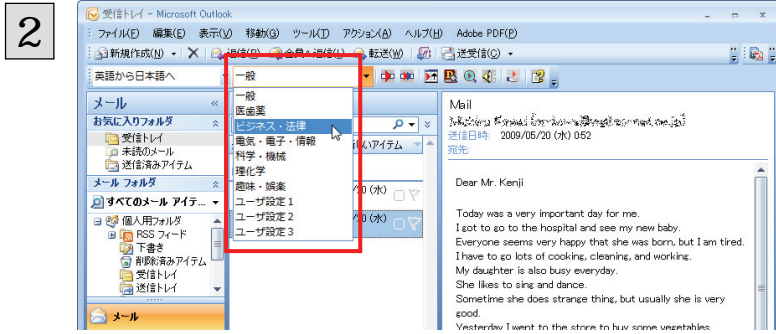 2
受信トレイ - Microsoft Outlook
ファイル(F) 編集(E) 表示(V) 移動(G) ツール(T) アクション(A) ヘルプ(H) Adobe PDF(P)
新規作成(N) 返信(R) 全員へ返信(L) 転送(W) 送受信(C)
英語から日本語へ 一般
一般
医歯薬
ビジネス・法律
電気・電子・情報
科学・機械
理化学
趣味・娯楽
ユーザ設定1
ユーザ設定2
ユーザ設定3
メール
お気に入りフォルダ
受信トレイ
未読のメール
送信済みアイテム
メール フォルダ
すべてのメール アイテ...
個人用フォルダ
RSS フィード
下書き
削除済みアイテム
受信トレイ
送信トレイ
メール
しいアイテム
/20 (水)
/20 (水)
Mail
送信日時: 2009/05/20 (水) 0:52
宛先:
Dear Mr. Kenji
Today was a very important day for me.
I got to go to the hospital and see my new baby.
Everyone seems very happy that she was born, but I am tired.
I have to go lots of cooking, cleaning, and working.
My daughter is also busy everyday.
She likes to sing and dance.
Sometime she does strange thing, but usually she is very
good.
Yesterday I went to the store to buy some vegetables